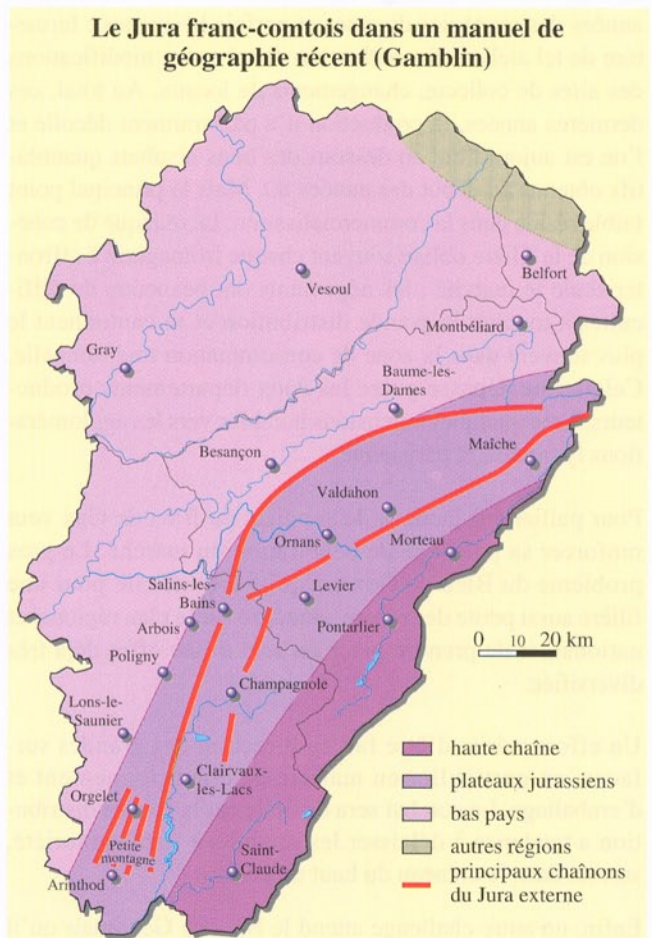 Le Jura franc-comtois dans un manuel de
géographie récent (Gamblin)
Belfort
Vesoul
Montbéliard
Gray
Baume-les-
Dames
Besançon
Maîche
Valdahon
Ornans
Morteau
Salins-les-
Bains
Levier
Arbois
Pontarlier
0 10 20 km
Poligny
Champagnole
Lons-le-
Saunier
Clairvaux-
les-Lacs
Orgelet
Petite
montagne
Arinthod
Saint-
Claude
haute chaîne
plateaux jurassiens
bas pays
autres régions
principaux chaînons
du Jura externe